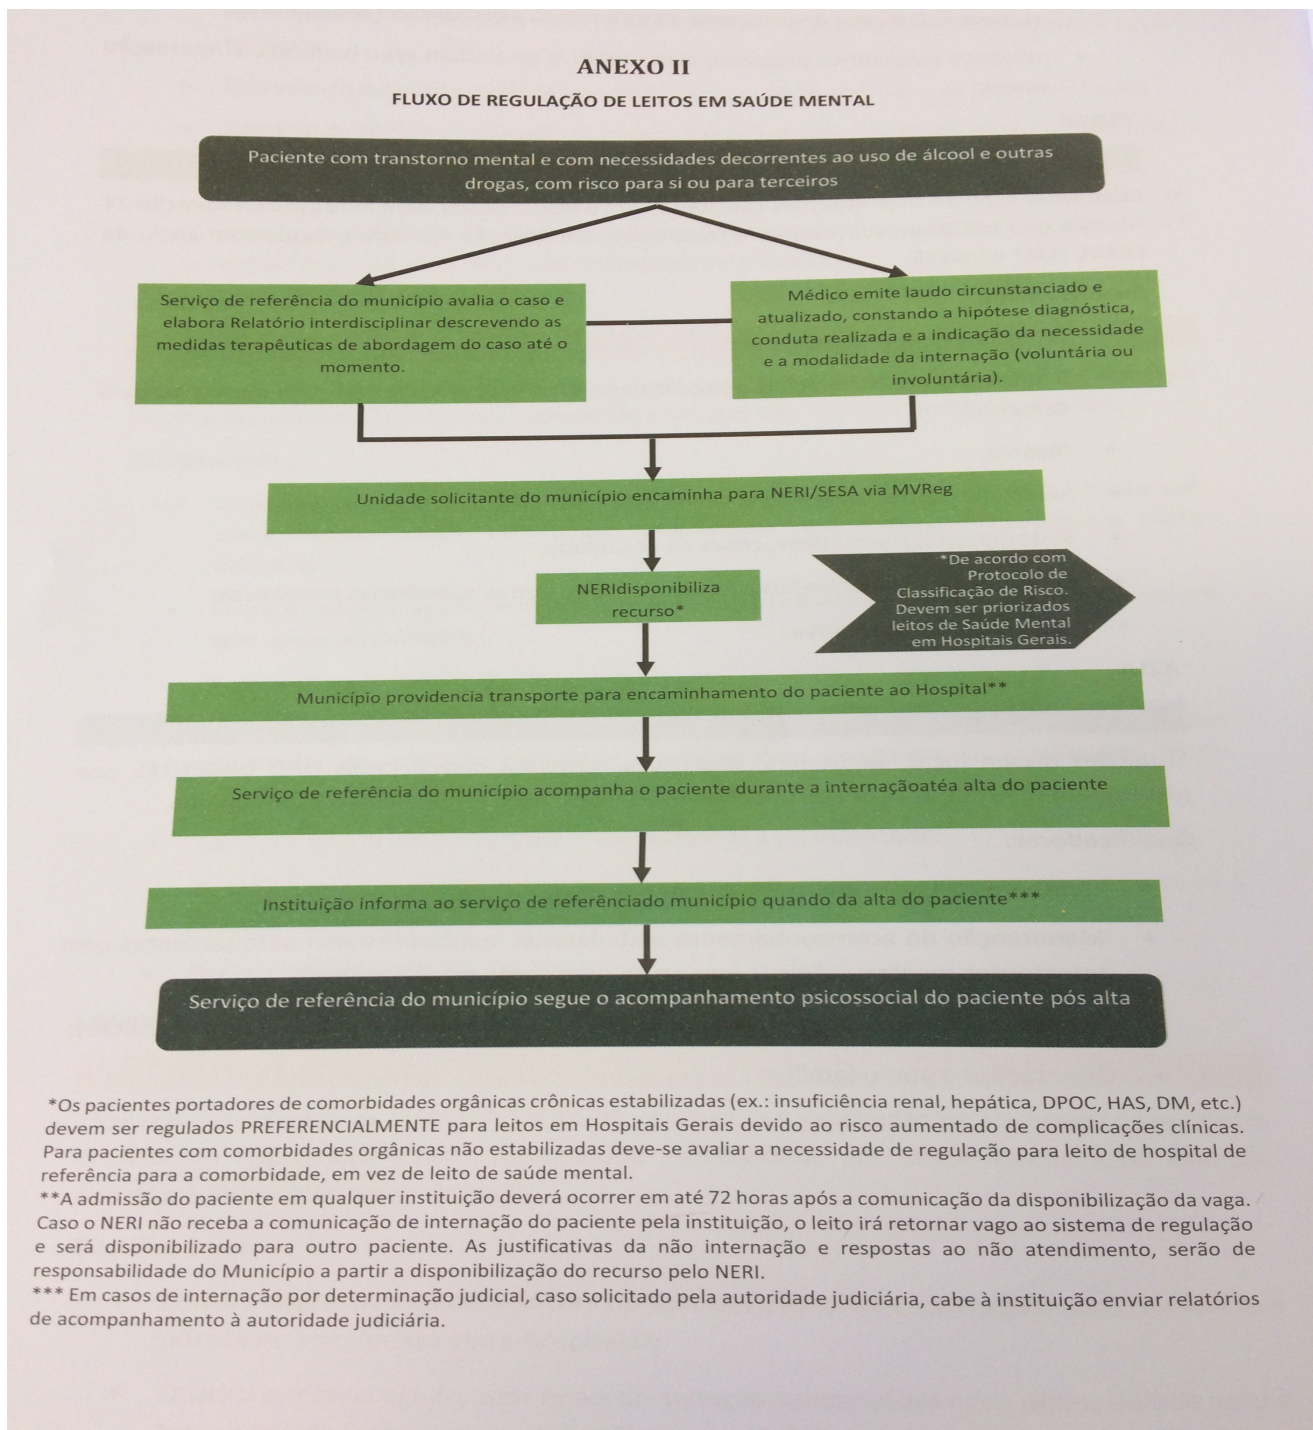 ANEXO II
FLUXO DE REGULAÇÃO DE LEITOS EM SAÚDE MENTAL
Paciente com transtorno mental e com necessidades decorrentes ao uso de álcool e outras
drogas, com risco para si ou para terceiros
Serviço de referência do município avalia o caso e
elabora Relatório interdisciplinar descrevendo as
medidas terapêuticas de abordagem do caso até o
momento.
Médico emite laudo circunstanciado e
atualizado, constando a hipótese diagnóstica,
conduta realizada e a indicação da necessidade
e a modalidade da internação (voluntária ou
involuntária).
Unidade solicitante do município encaminha para NERI/SESA via MVReg
NERIdisponibiliza
recurso*
*De acordo com
Protocolo de
Classificação de Risco.
Devem ser priorizados
leitos de Saúde Mental
em Hospitais Gerais.
Município providencia transporte para encaminhamento do paciente ao Hospital**
Serviço de referência do município acompanha o paciente durante a internaçãoatéa alta do paciente
Instituição informa ao serviço de referênciado município quando da alta do paciente***
Serviço de referência do município segue o acompanhamento psicossocial do paciente pós alta
*Os pacientes portadores de comorbidades orgânicas crônicas estabilizadas (ex.: insuficiência renal, hepática, DPOC, HAS, DM, etc.)
devem ser regulados PREFERENCIALMENTE para leitos em Hospitais Gerais devido ao risco aumentado de complicações clínicas.
Para pacientes com comorbidades orgânicas não estabilizadas deve-se avaliar a necessidade de regulação para leito de hospital de
referência para a comorbidade, em vez de leito de saúde mental.
**A admissão do paciente em qualquer instituição deverá ocorrer em até 72 horas após a comunicação da disponibilização da vaga.
Caso o NERI não receba a comunicação de internação do paciente pela instituição, o leito irá retornar vago ao sistema de regulação
e será disponibilizado para outro paciente. As justificativas da não internação e respostas ao não atendimento, serão de
responsabilidade do Município a partir a disponibilização do recurso pelo NERI.
*** Em casos de internação por determinação judicial, caso solicitado pela autoridade judiciária, cabe à instituição enviar relatórios
de acompanhamento à autoridade judiciária.